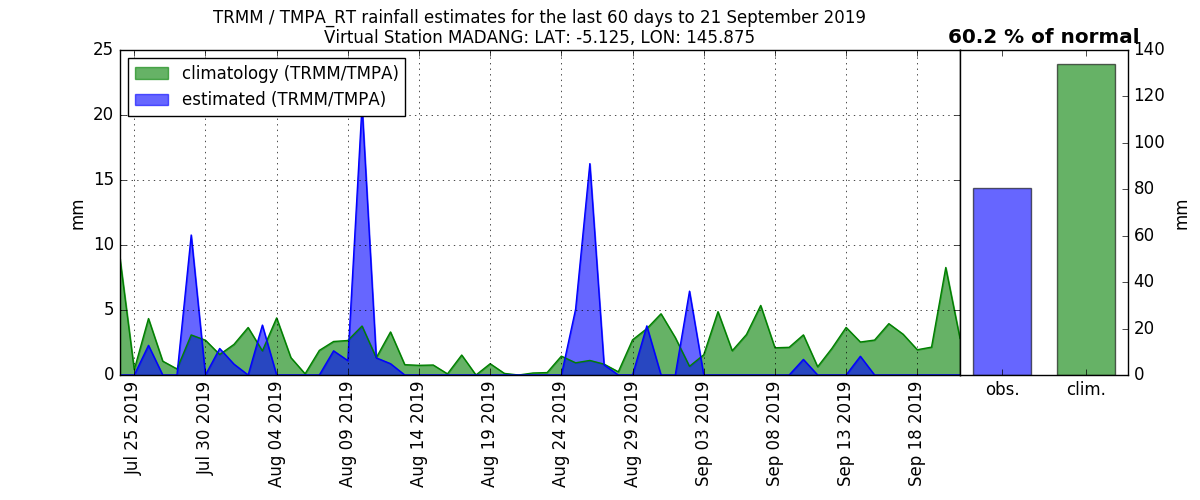 TRMM / TMPA_RT rainfall estimates for the last 60 days to 21 September 2019
Virtual Station MADANG: LAT: -5.125, LON: 145.875
60.2 % of normal
climatology (TRMM/TMPA)
estimated (TRMM/TMPA)
25
20
15
10
5
0
mm
140
120
100
80
60
40
20
0
mm
Jul 25 2019
Jul 30 2019
Aug 04 2019
Aug 09 2019
Aug 14 2019
Aug 19 2019
Aug 24 2019
Aug 29 2019
Sep 03 2019
Sep 08 2019
Sep 13 2019
Sep 18 2019
obs.
clim.